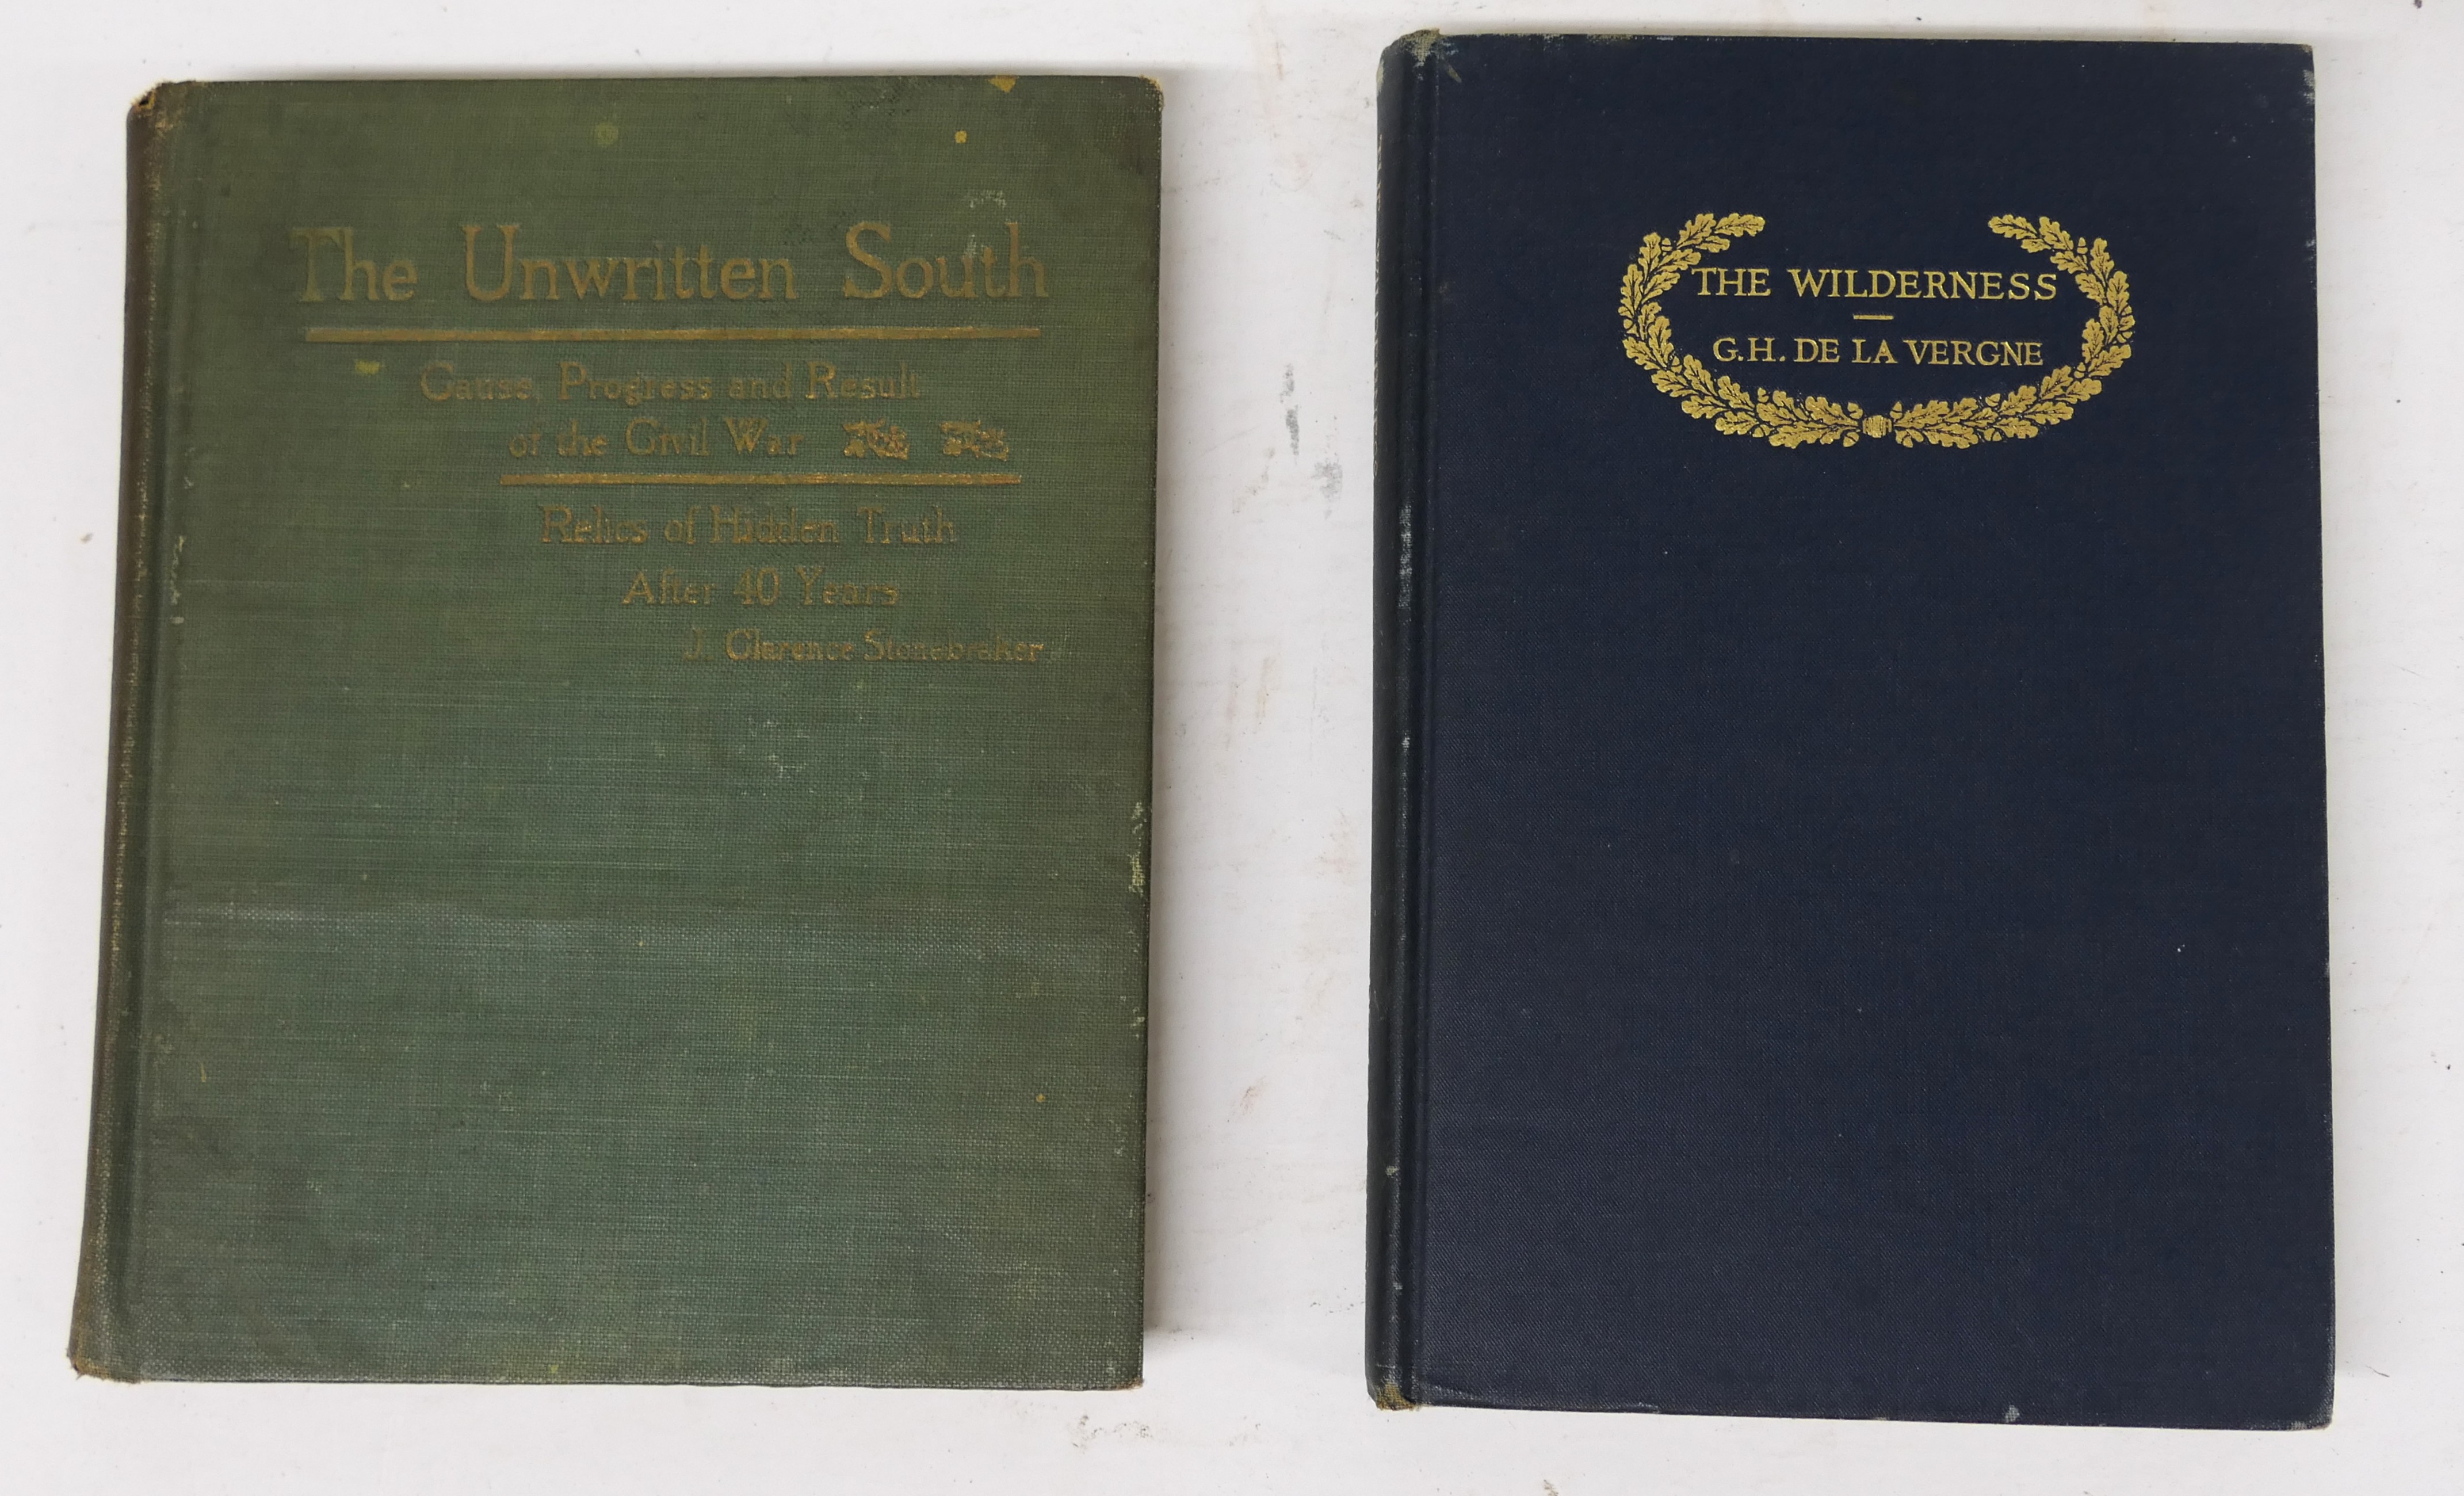 The Unwritten South
Cause, Progress and Result
of the Civil War
Relics of Hidden Truth
After 40 Years
J. Clarence Stonebraker
THE WILDERNESS
G.H. DE LA VERGNE